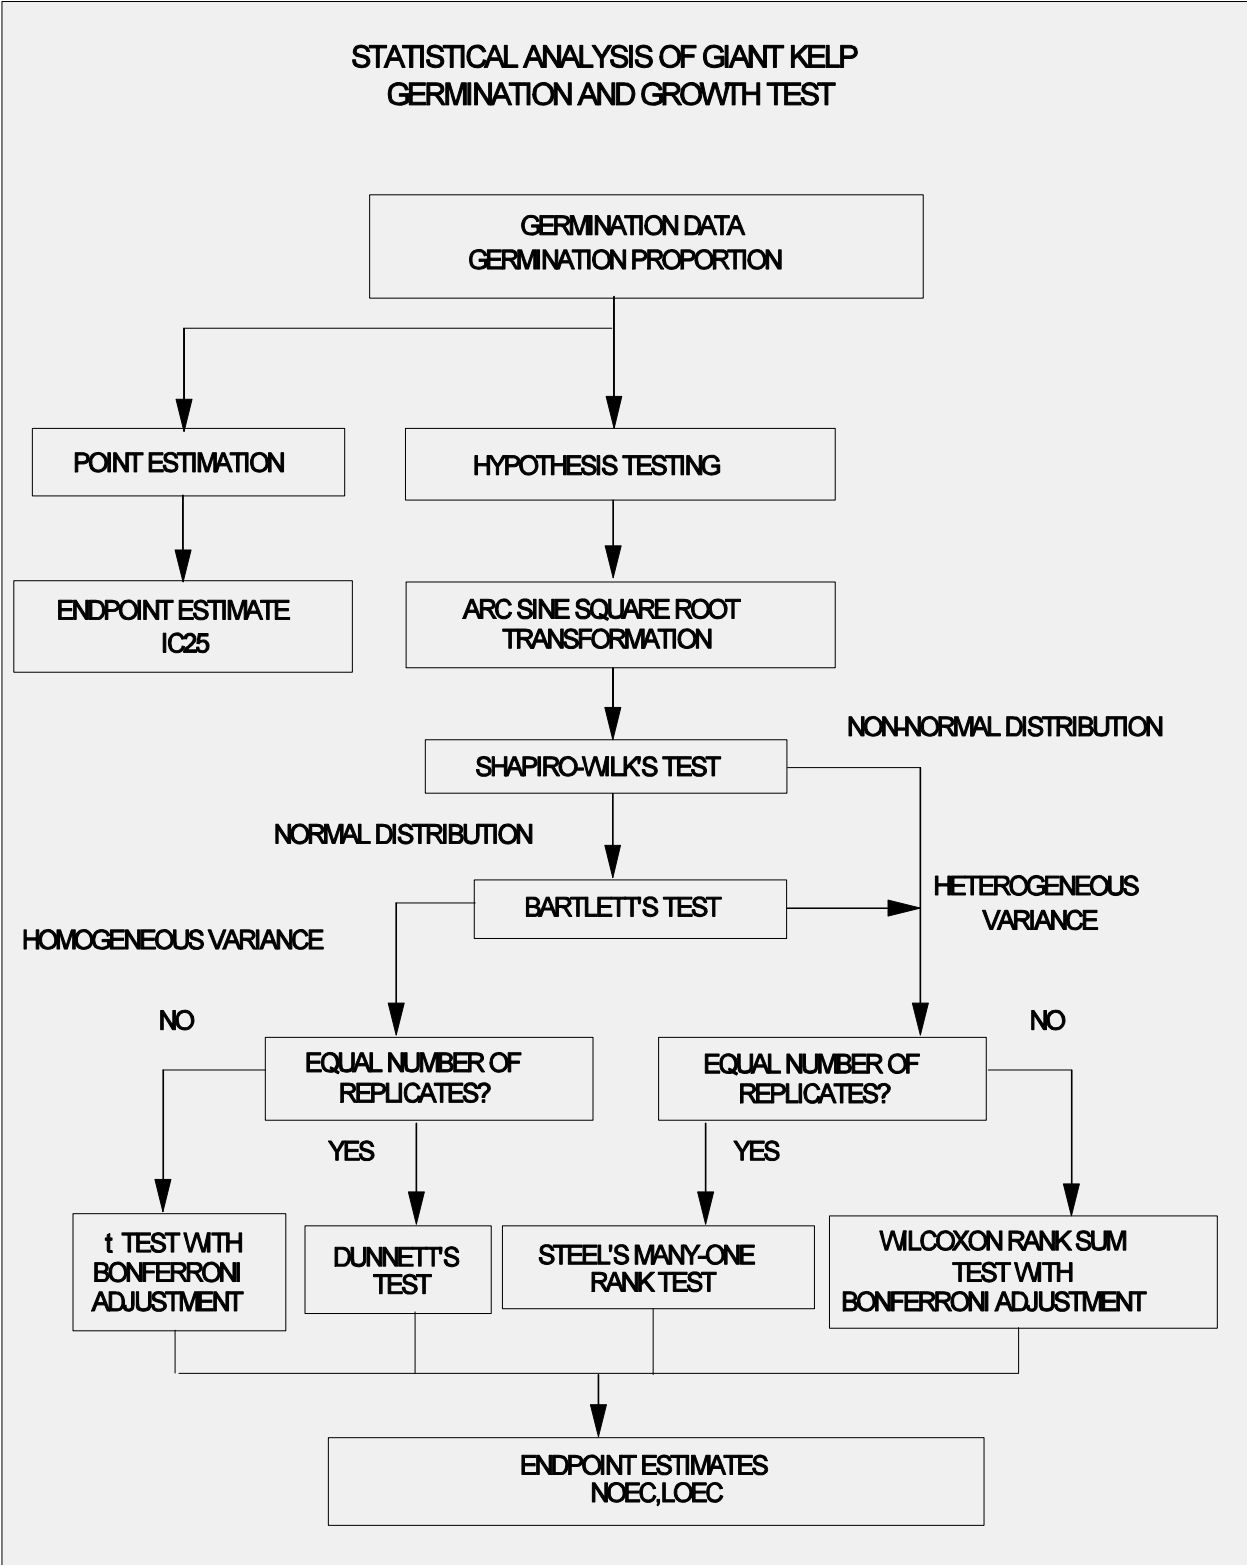 STATISTICAL ANALYSIS OF GIANT KELP
GERMINATION AND GROWTH TEST
GERMINATION DATA
GERMINATION PROPORTION
POINT ESTIMATION
HYPOTHESIS TESTING
ENDPOINT ESTIMATE
IC25
ARC SINE SQUARE ROOT
TRANSFORMATION
NON-NORMAL DISTRIBUTION
SHAPIRO-WILK'S TEST
NORMAL DISTRIBUTION
BARTLETT'S TEST
HETEROGENEOUS
VARIANCE
HOMOGENEOUS VARIANCE
NO
NO
EQUAL NUMBER OF
REPLICATES?
EQUAL NUMBER OF
REPLICATES?
YES
YES
t TEST WITH
BONFERRONI
ADJUSTMENT
DUNNETT'S
TEST
STEEL'S MANY-ONE
RANK TEST
WILCOXON RANK SUM
TEST WITH
BONFERRONI ADJUSTMENT
ENDPOINT ESTIMATES
NOEC,LOEC